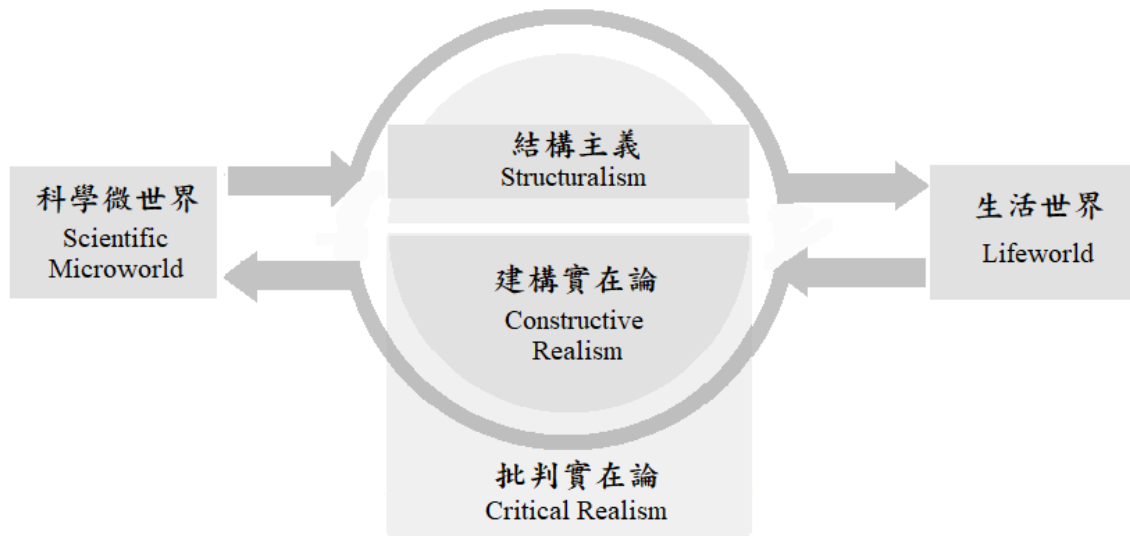 科學微世界
Scientific
Microworld
結構主義
Structuralism
建構實在論
Constructive
Realism
批判實在論
Critical Realism
生活世界
Lifeworld